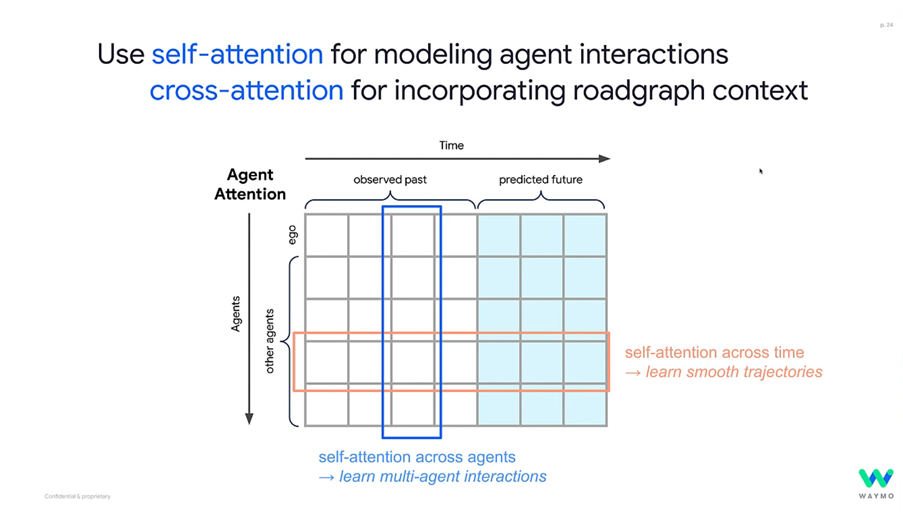 p. 24
Use self-attention for modeling agent interactions
cross-attention for incorporating roadgraph context
Time
Agent
Attention
observed past
predicted future
ego
Agents
other agents
self-attention across time
→ learn smooth trajectories
self-attention across agents
→ learn multi-agent interactions
Confidential & proprietary
WAYMO